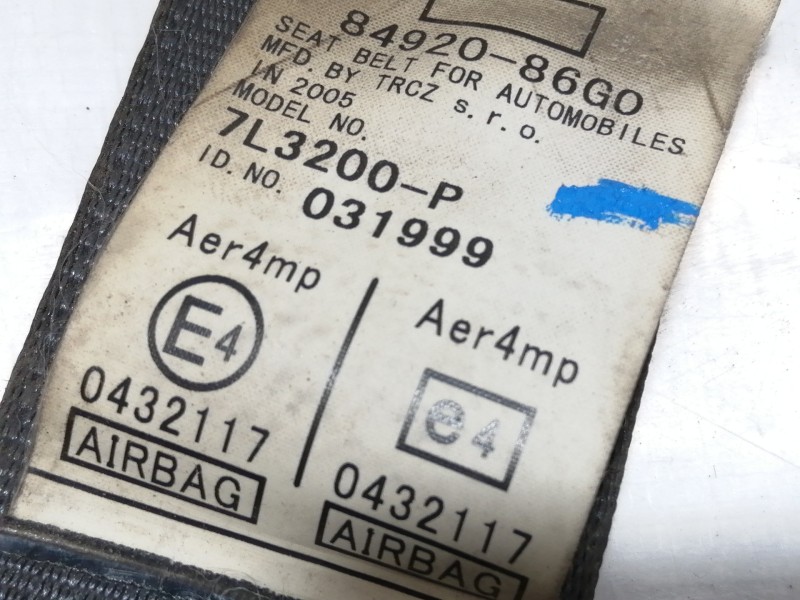 84920-86G0
SEAT BELT FOR AUTOMOBILES
MFD. BY TRCZ s. r. o.
IN 2005
MODEL NO.
7L3200-P
ID. NO. 031999
Aer4mp
E4
0432117
AIRBAG
Aer4mp
e4
0432117
AIRBAG